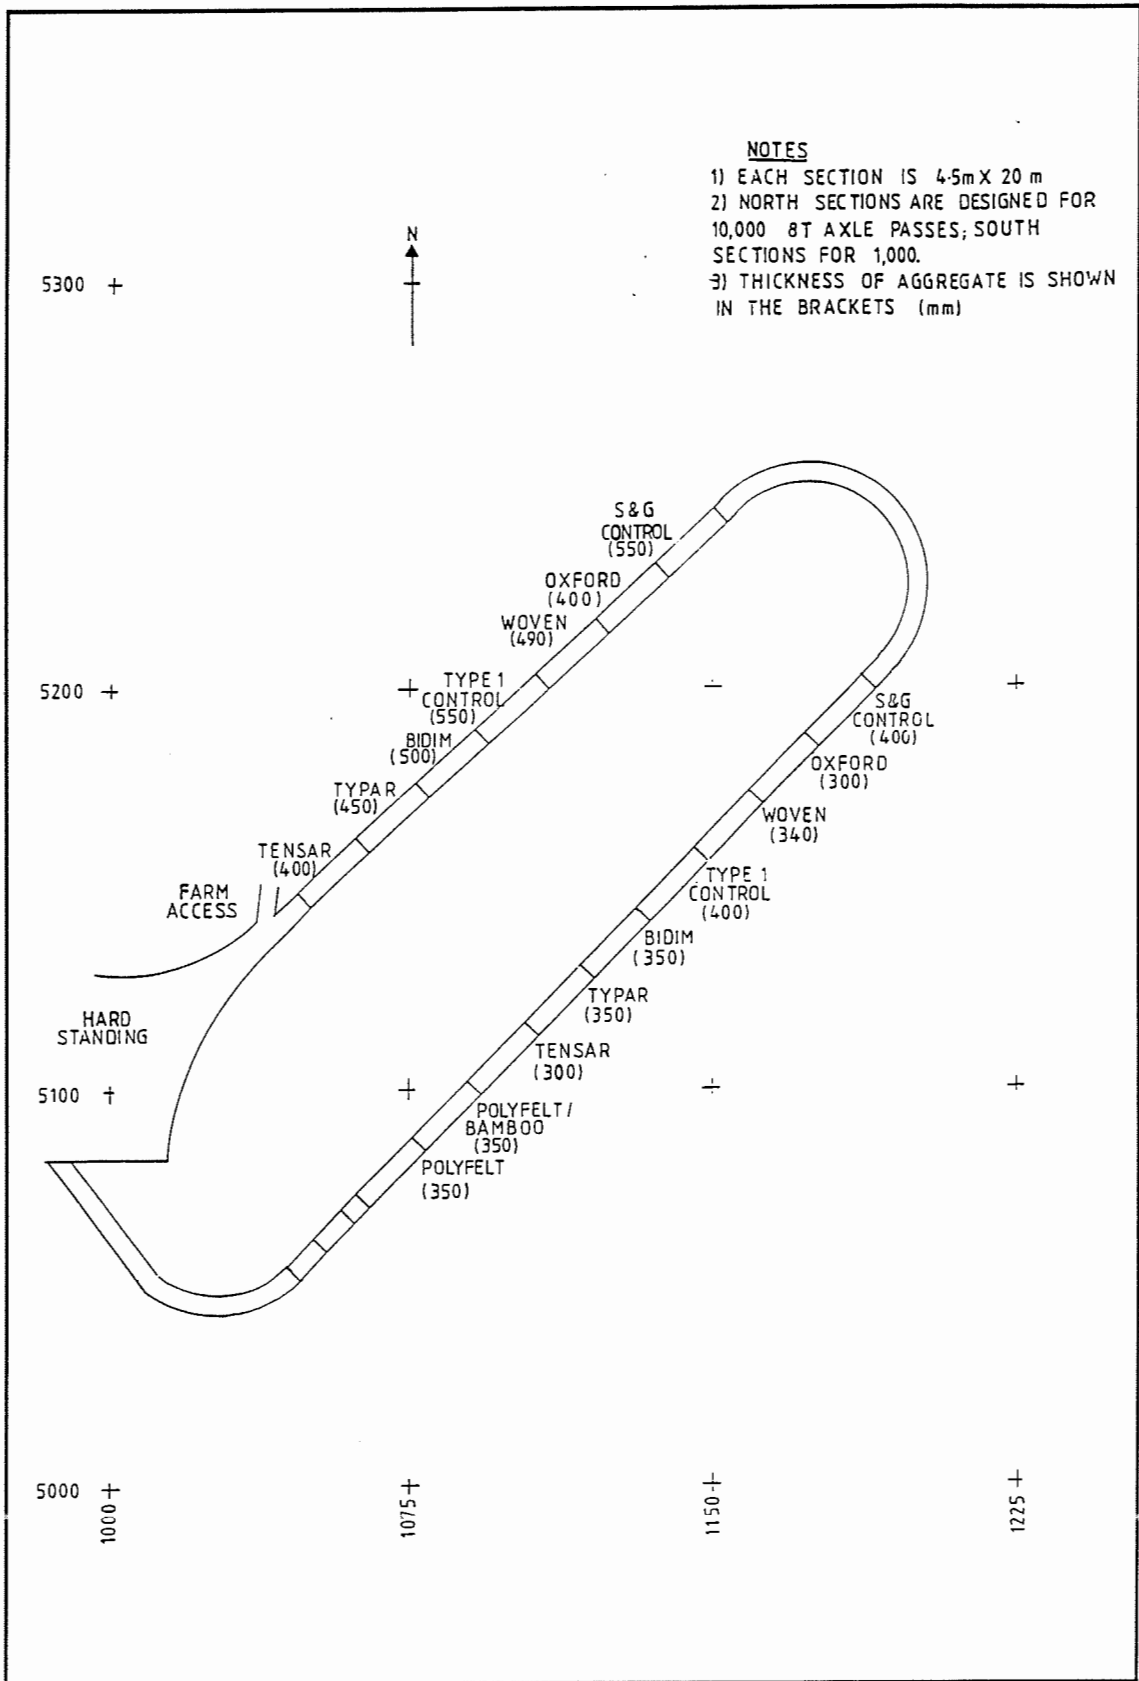 NOTES
1) EACH SECTION IS 4·5m X 20 m
2) NORTH SECTIONS ARE DESIGNED FOR
10,000 8T AXLE PASSES; SOUTH
SECTIONS FOR 1,000.
3) THICKNESS OF AGGREGATE IS SHOWN
IN THE BRACKETS (mm)
N
5300
S&G
CONTROL
(550)
OXFORD
(400)
WOVEN
(490)
5200
TYPE 1
CONTROL
(550)
BIDIM
(500)
TYPAR
(450)
TENSAR
(400)
FARM
ACCESS
HARD
STANDING
S&G
CONTROL
(400)
OXFORD
(300)
WOVEN
(340)
TYPE 1
CONTROL
(400)
BIDIM
(350)
TYPAR
(350)
TENSAR
(300)
5100
POLYFELT/
BAMBOO
(350)
POLYFELT
(350)
5000
1000
1075
1150
1225